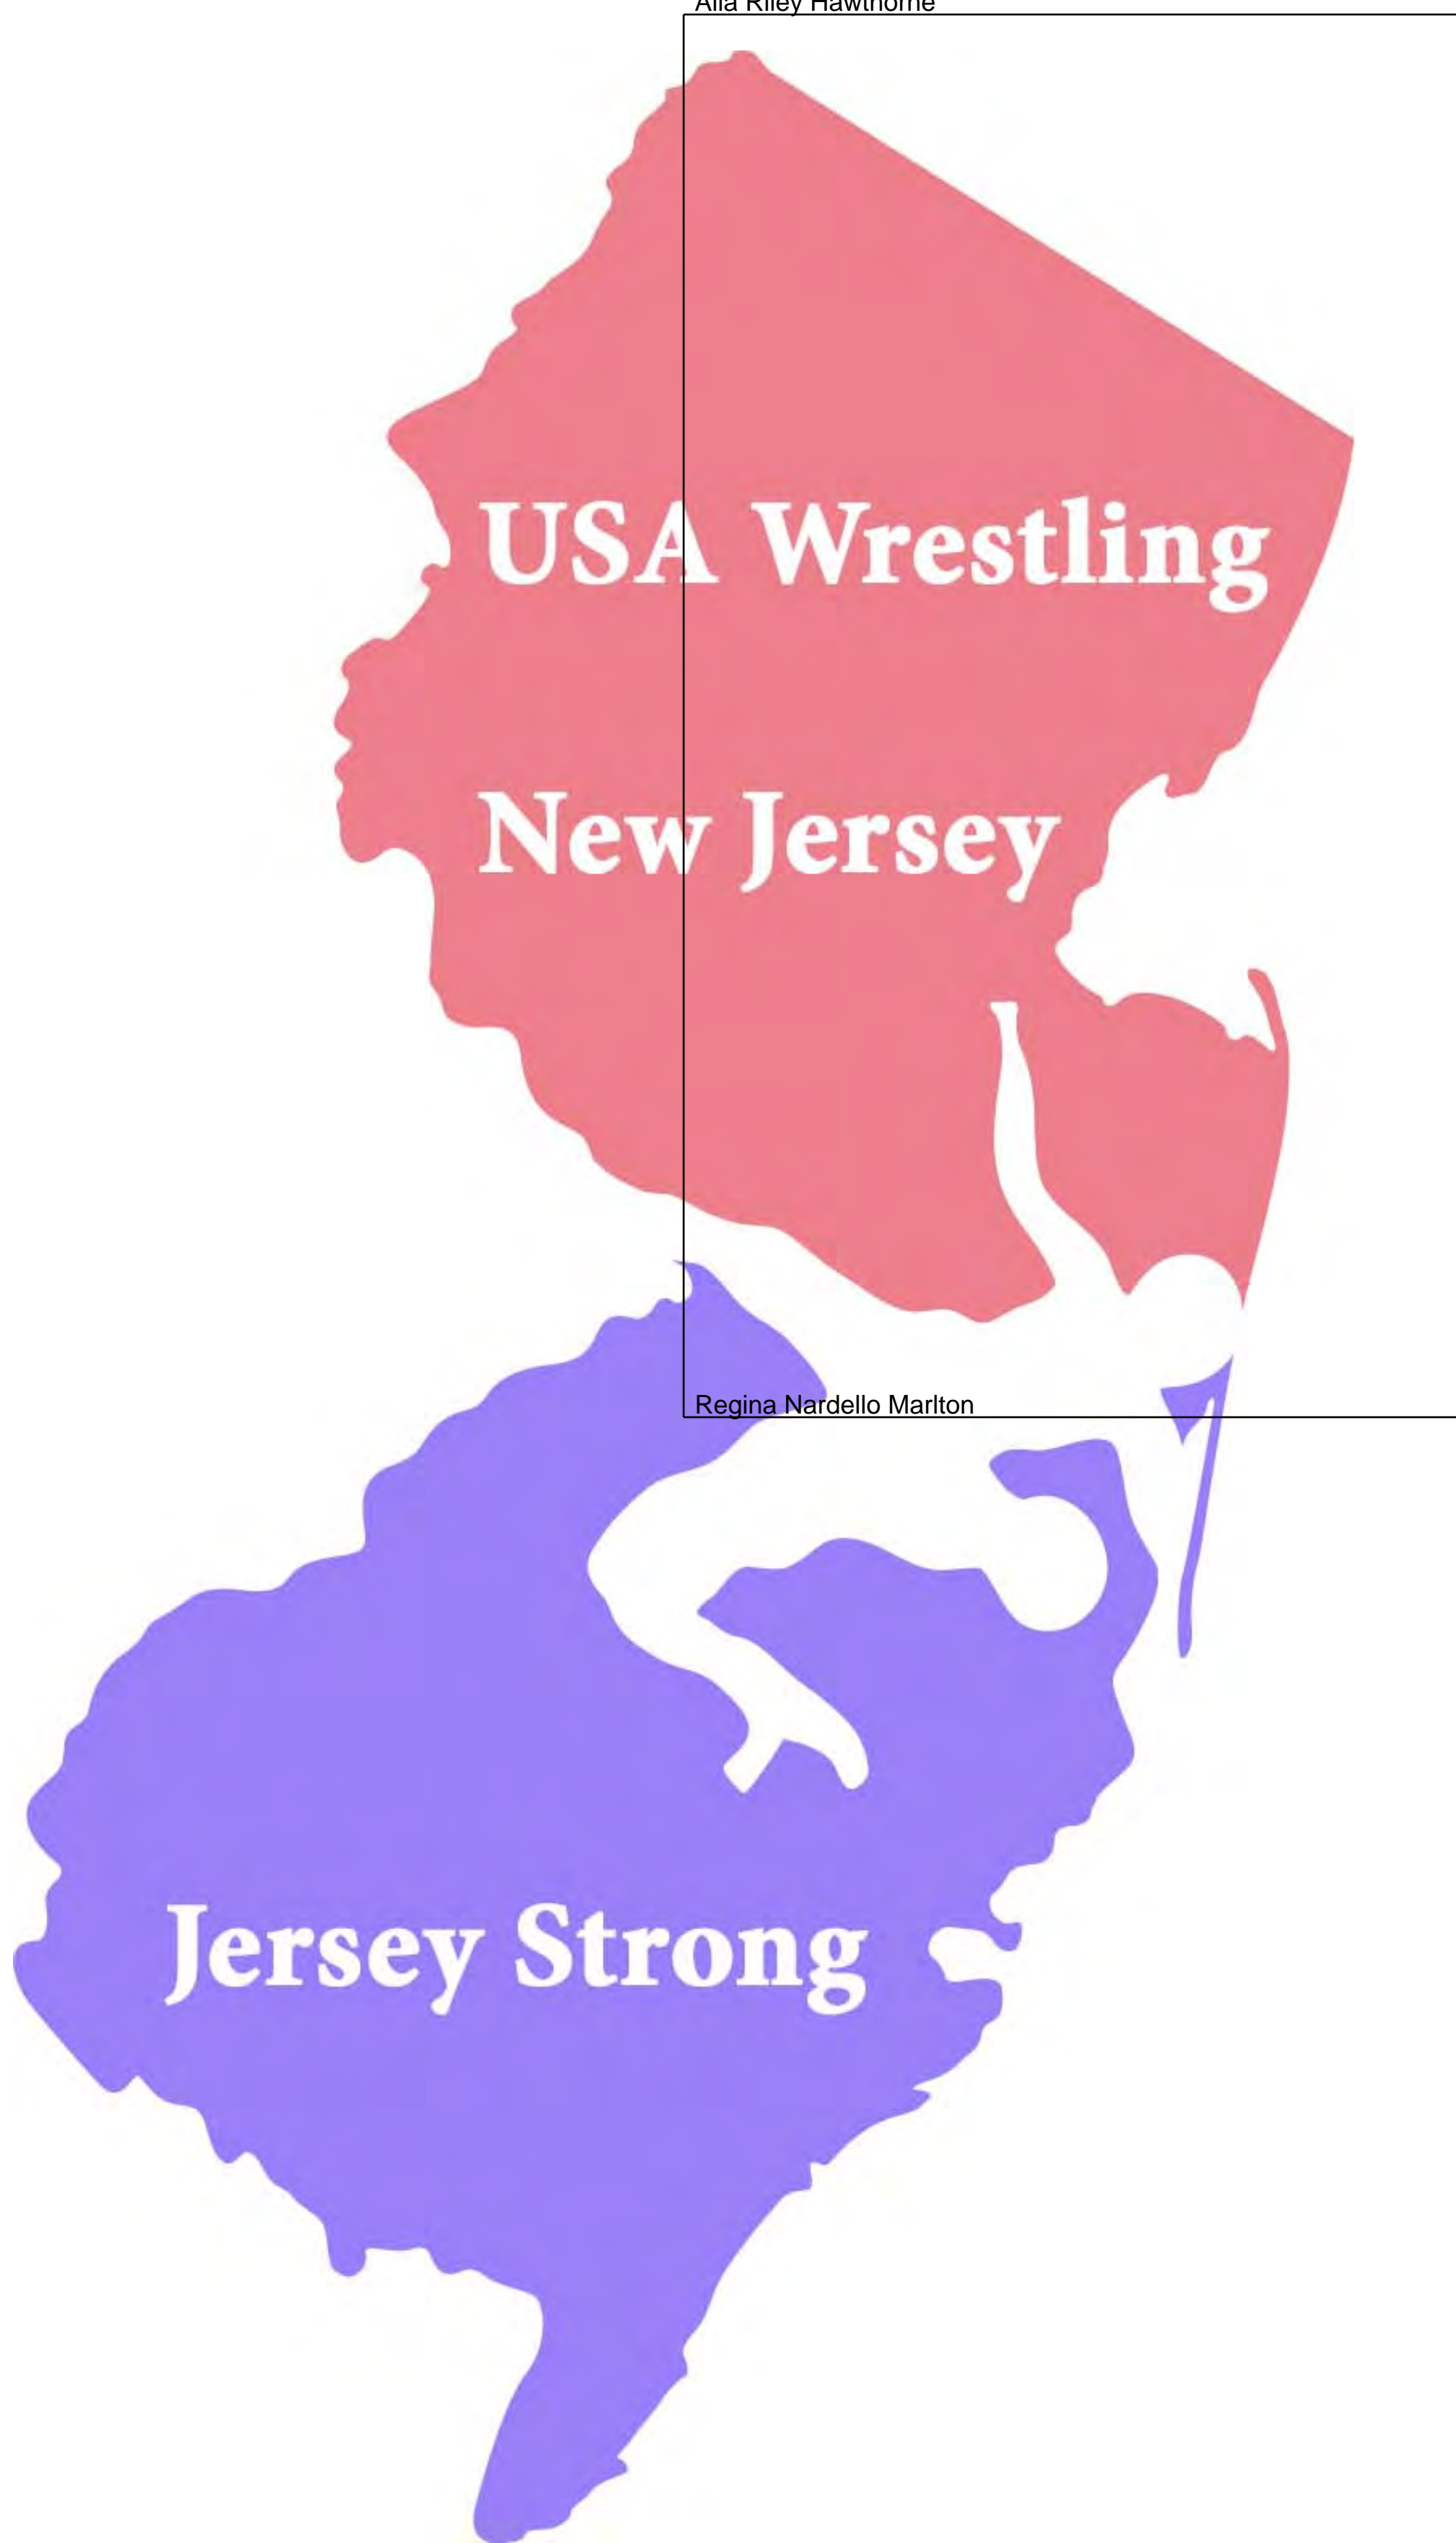 Alia Riley Hawthorne
USA Wrestling
New Jersey
Regina Nardello Marlton
Jersey Strong